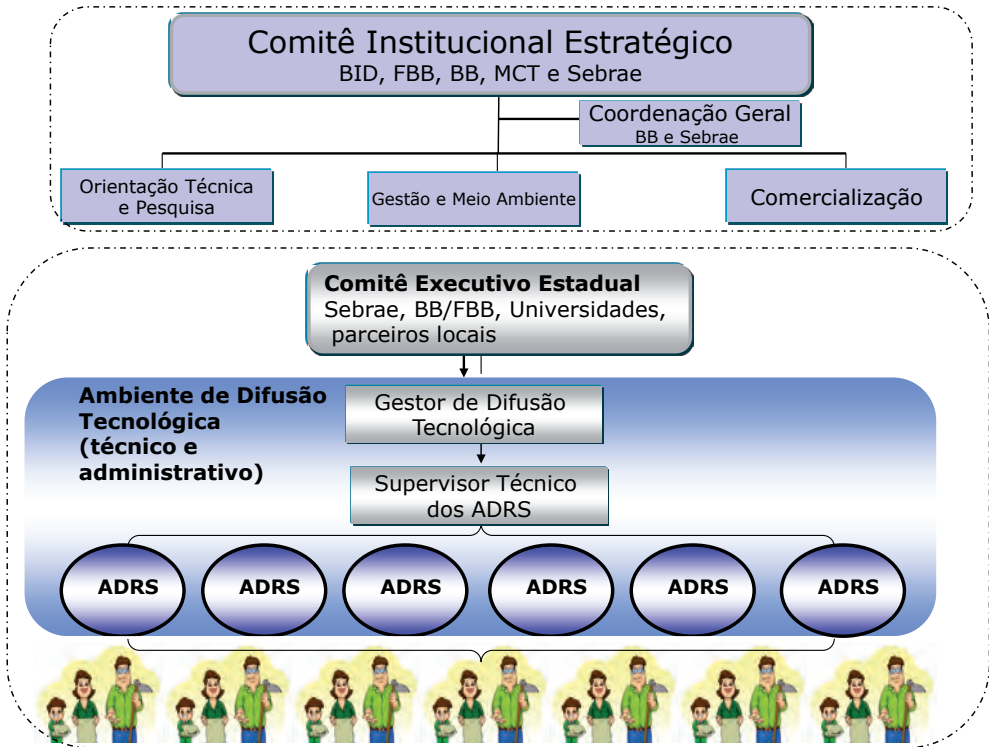 Comitê Institucional Estratégico
BID, FBB, BB, MCT e Sebrae
Coordenação Geral
BB e Sebrae
Orientação Técnica
e Pesquisa
Gestão e Meio Ambiente
Comercialização
Comitê Executivo Estadual
Sebrae, BB/FBB, Universidades,
parceiros locais
Ambiente de Difusão
Tecnológica
(técnico e
administrativo)
Gestor de Difusão
Tecnológica
Supervisor Técnico
dos ADRS
ADRS
ADRS
ADRS
ADRS
ADRS
ADRS